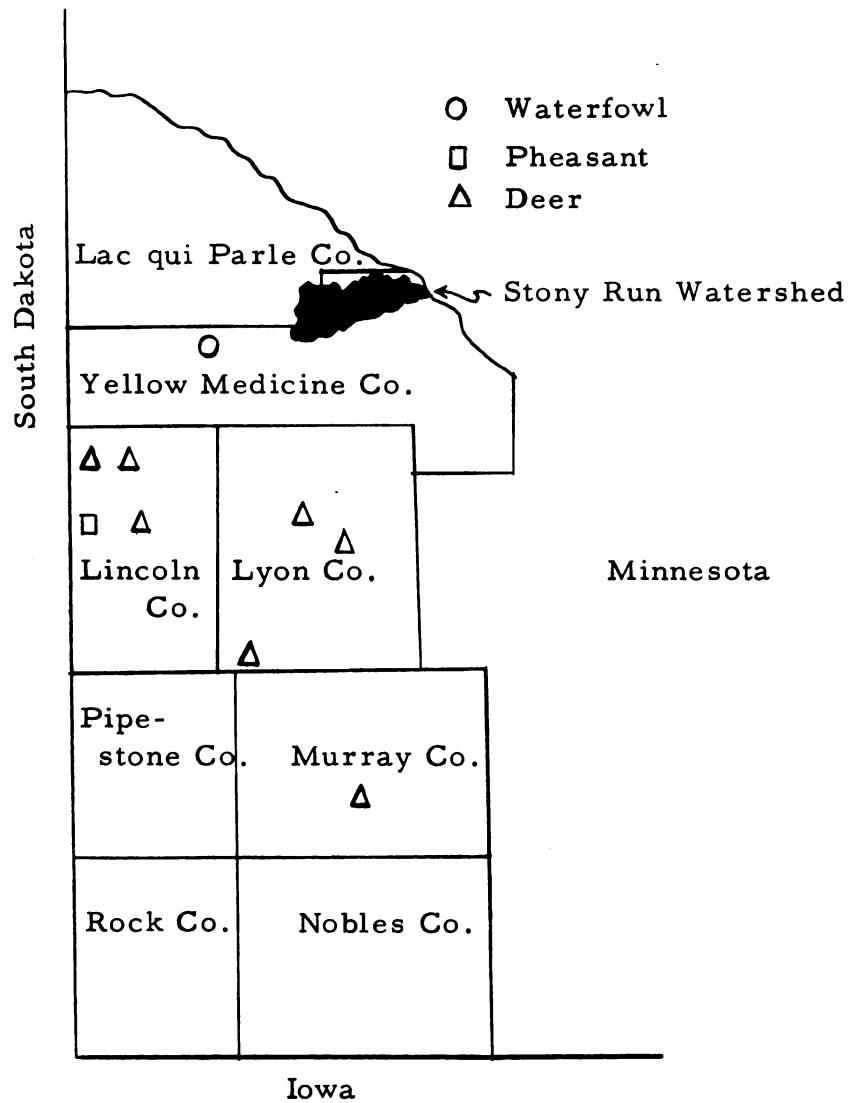 Waterfowl
Pheasant
Deer
Lac qui Parle Co.
South Dakota
Stony Run Watershed
Yellow Medicine Co.
Lincoln
Co.
Lyon Co.
Minnesota
Pipe-
stone Co.
Murray Co.
Rock Co.
Nobles Co.
Iowa